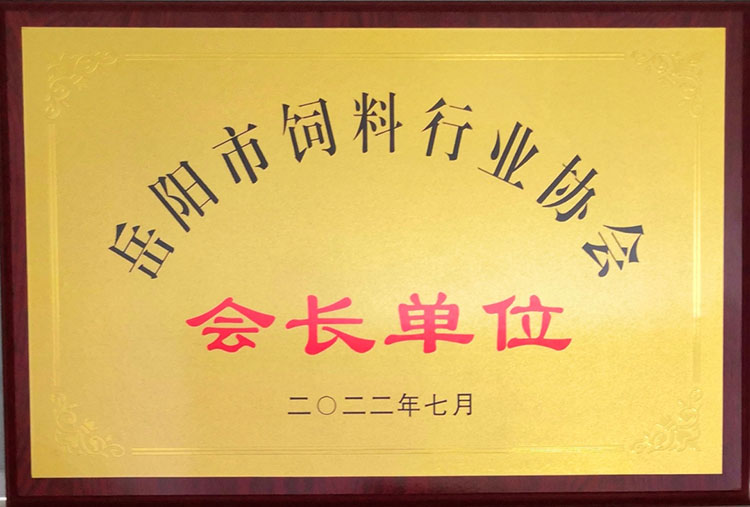 岳阳市饲料行业协会
会长单位
二〇二二年七月